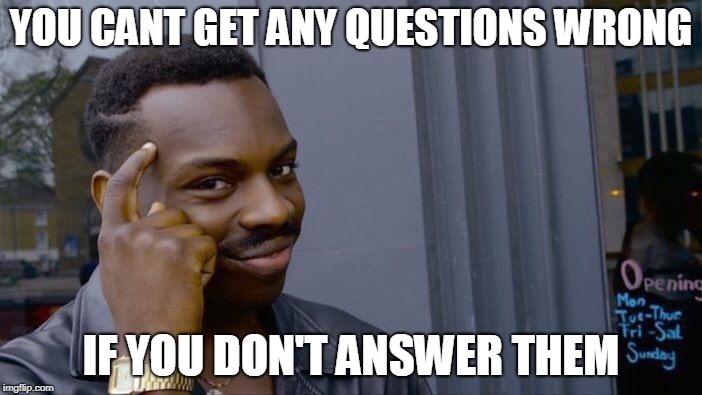 YOU CANT GET ANY QUESTIONS WRONG
IF YOU DON'T ANSWER THEM
Opening
Mon
Tue-Thur
Fri-Sat
Sunday
imgflip.com